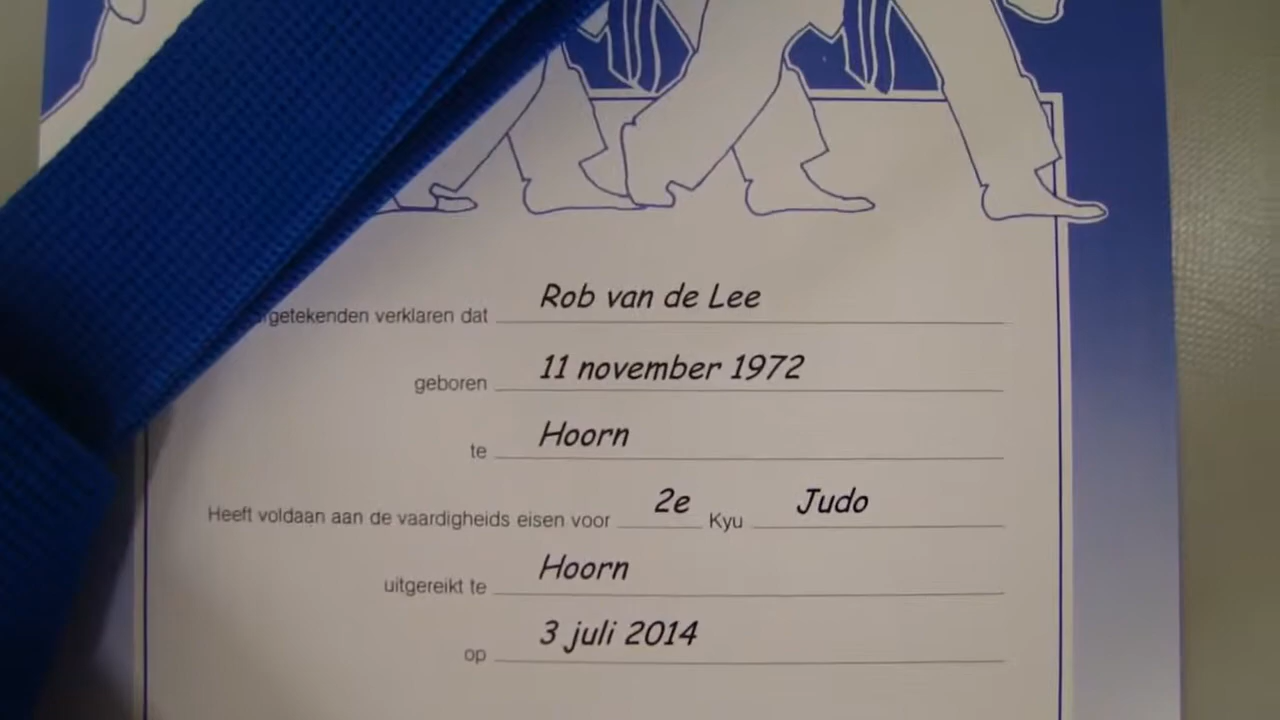 getekenden verklaren dat Rob van de Lee
geboren 11 november 1972
te Hoorn
Heeft voldaan aan de vaardigheids eisen voor 2e Kyu Judo
uitgereikt te Hoorn
op 3 juli 2014